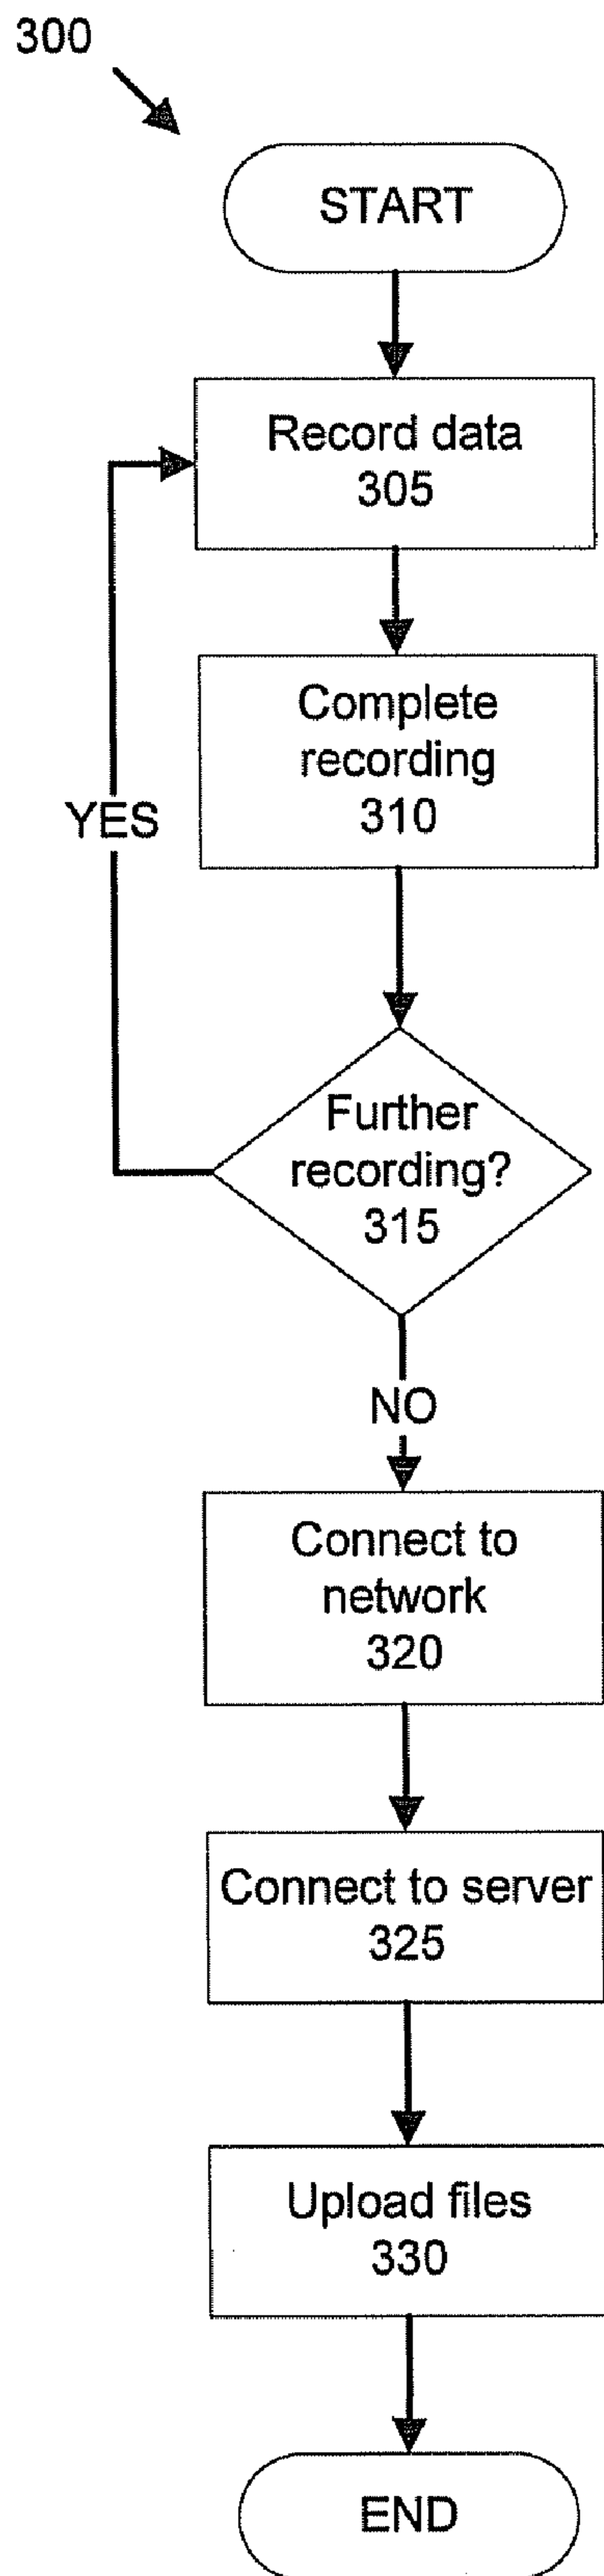 300
START
Record data
305
Complete
recording
310
YES
Further
recording?
315
NO
Connect to
network
320
Connect to server
325
Upload files
330
END